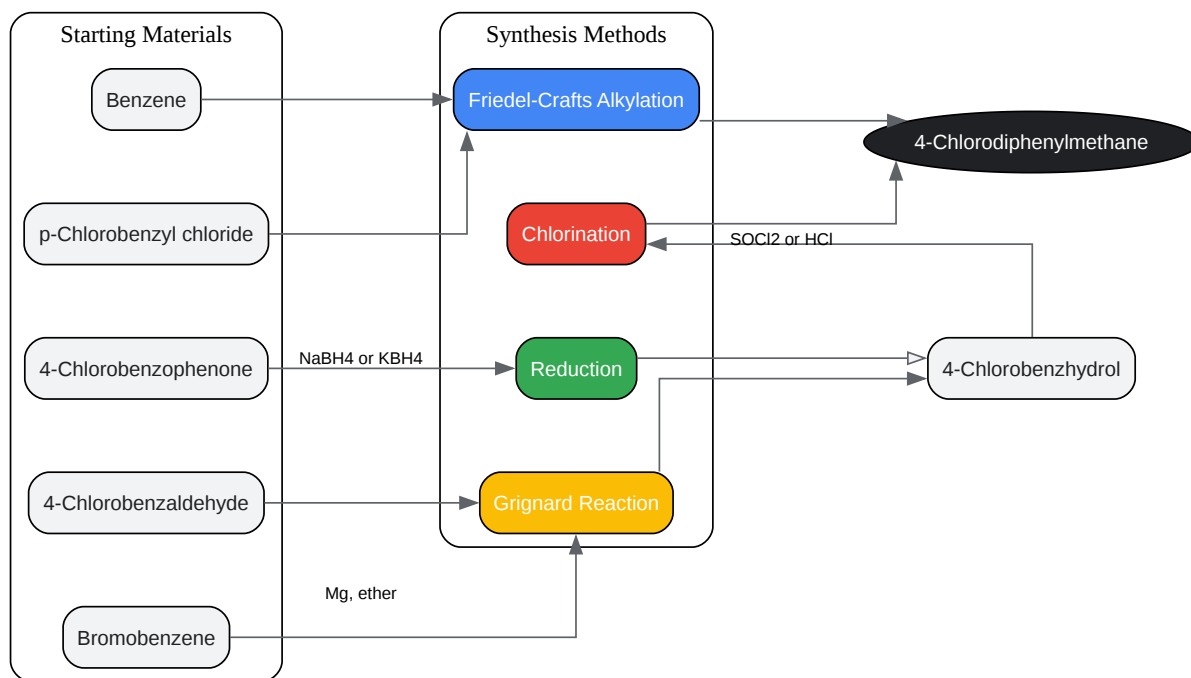 Starting Materials
Synthesis Methods
Benzene
Friedel-Crafts Alkylation
4-Chlorodiphenylmethane
p-Chlorobenzyl chloride
Chlorination
SOCl2 or HCl
4-Chlorobenzophenone
NaBH4 or KBH4
Reduction
4-Chlorobenzhydrol
4-Chlorobenzaldehyde
Grignard Reaction
Mg, ether
Bromobenzene